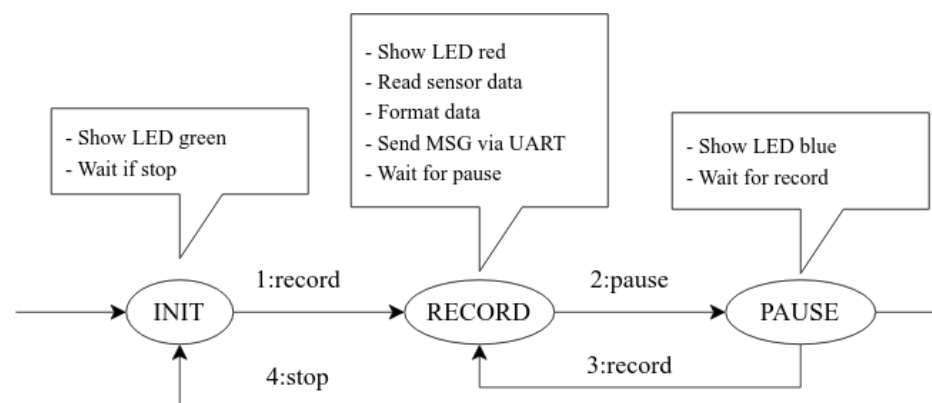 - Show LED green
- Wait if stop
- Show LED red
- Read sensor data
- Format data
- Send MSG via UART
- Wait for pause
- Show LED blue
- Wait for record
INIT
1:record
RECORD
2:pause
PAUSE
4:stop
3:record